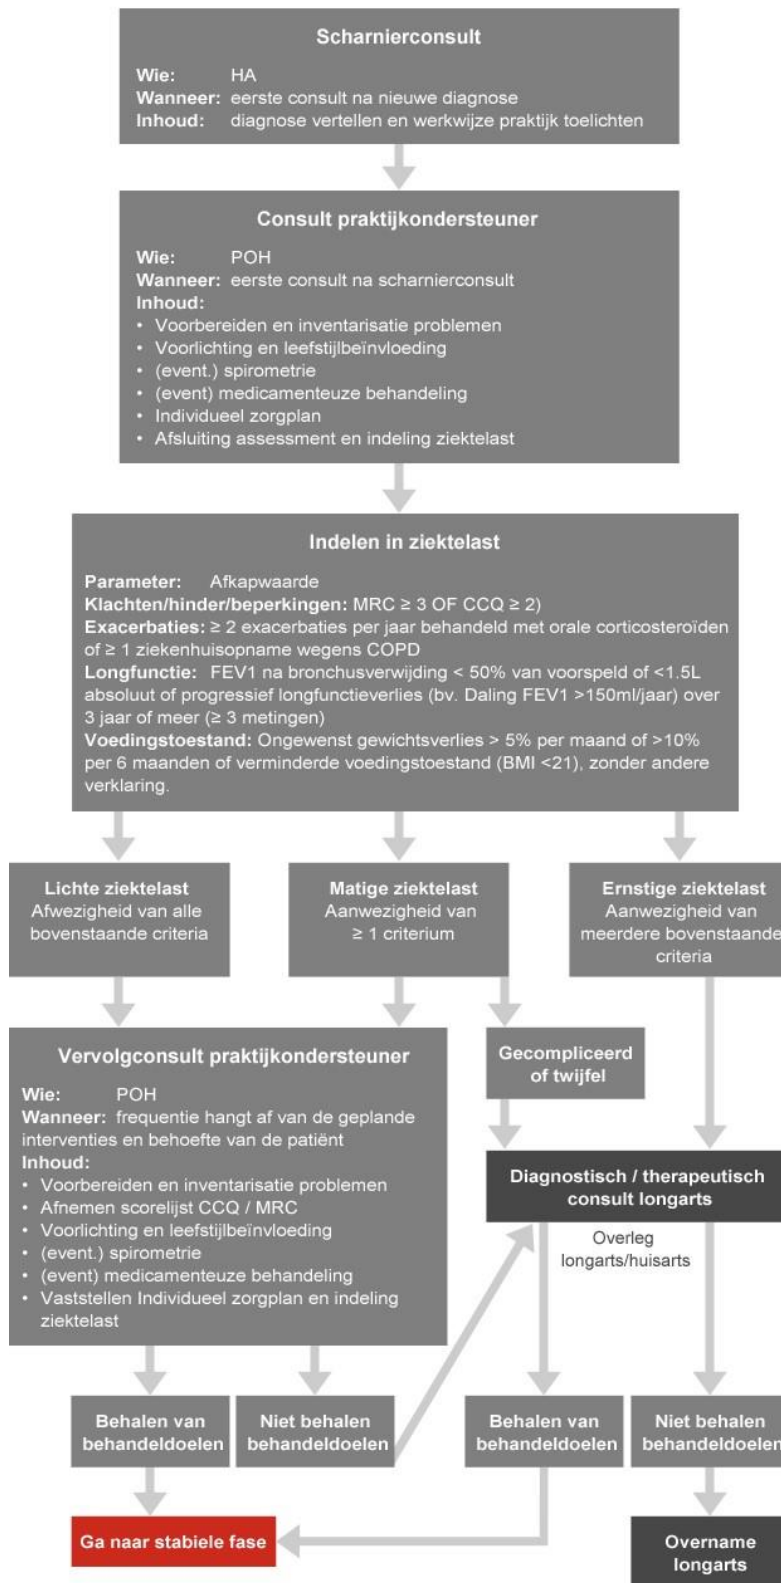 Scharnierconsult
Wie: HA
Wanneer: eerste consult na nieuwe diagnose
Inhoud: diagnose vertellen en werkwijze praktijk toelichten
Consult praktijkondersteuner
Wie: POH
Wanneer: eerste consult na scharnierconsult
Inhoud:
• Voorbereiden en inventarisatie problemen
• Voorlichting en leefstijlbeïnvloeding
• (event.) spirometrie
• (event) medicamenteuze behandeling
• Individueel zorgplan
• Afsluiting assessment en indeling ziektelast
Indelen in ziektelast
Parameter: Afkapwaarde
Klachten/hinder/beperkingen: MRC ≥ 3 OF CCQ ≥ 2)
Exacerbaties: ≥ 2 exacerbaties per jaar behandeld met orale corticosteroïden
of ≥ 1 ziekenhuisopname wegens COPD
Longfunctie: FEV1 na bronchusverwijding < 50% van voorspeld of <1.5L
absoluut of progressief longfunctieverlies (bv. Daling FEV1 >150ml/jaar) over
3 jaar of meer (≥ 3 metingen)
Voedingstoestand: Ongewenst gewichtsverlies > 5% per maand of >10%
per 6 maanden of verminderde voedingstoestand (BMI <21), zonder andere
verklaring.
Lichte ziektelast
Afwezigheid van alle
bovenstaande criteria
Matige ziektelast
Aanwezigheid van
≥ 1 criterium
Ernstige ziektelast
Aanwezigheid van
meerdere bovenstaande
criteria
Vervolgconsult praktijkondersteuner
Wie: POH
Wanneer: frequentie hangt af van de geplande
interventies en behoefte van de patiënt
Inhoud:
• Voorbereiden en inventarisatie problemen
• Afnemen scorelijst CCQ / MRC
• Voorlichting en leefstijlbeïnvloeding
• (event.) spirometrie
• (event) medicamenteuze behandeling
• Vaststellen Individueel zorgplan en indeling
ziektelast
Gecompliceerd
of twijfel
Diagnostisch / therapeutisch
consult longarts
Overleg
longarts/huisarts
Behalen van
behandeldoelen
Niet behalen
behandeldoelen
Behalen van
behandeldoelen
Niet behalen
behandeldoelen
Ga naar stabiele fase
Overname
longarts